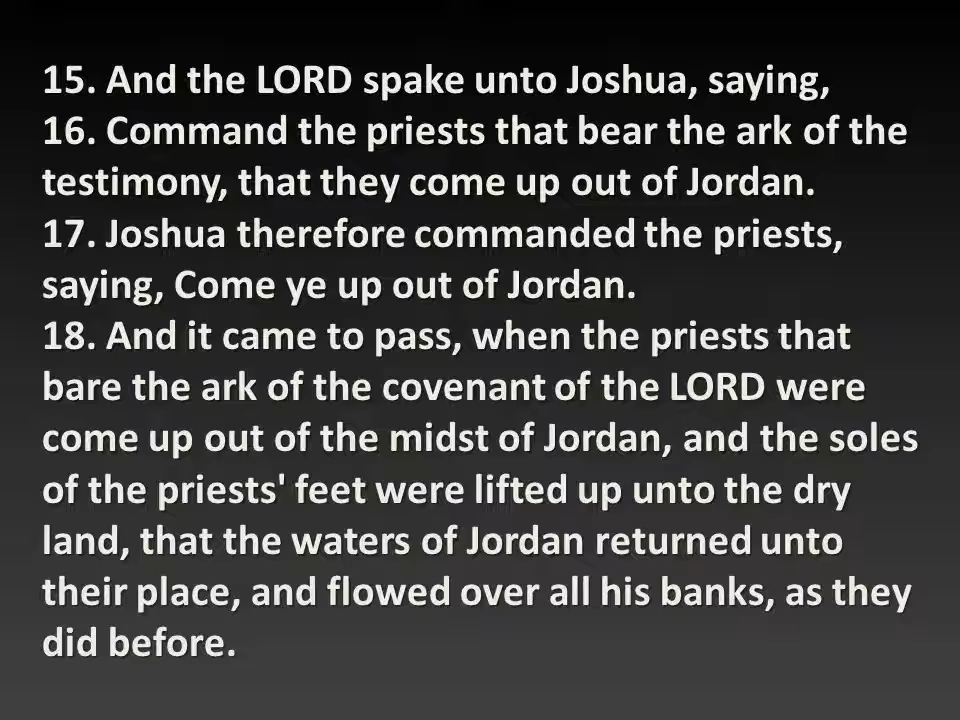 15. And the LORD spake unto Joshua, saying,
16. Command the priests that bear the ark of the
testimony, that they come up out of Jordan.
17. Joshua therefore commanded the priests,
saying, Come ye up out of Jordan.
18. And it came to pass, when the priests that
bare the ark of the covenant of the LORD were
come up out of the midst of Jordan, and the soles
of the priests' feet were lifted up unto the dry
land, that the waters of Jordan returned unto
their place, and flowed over all his banks, as they
did before.